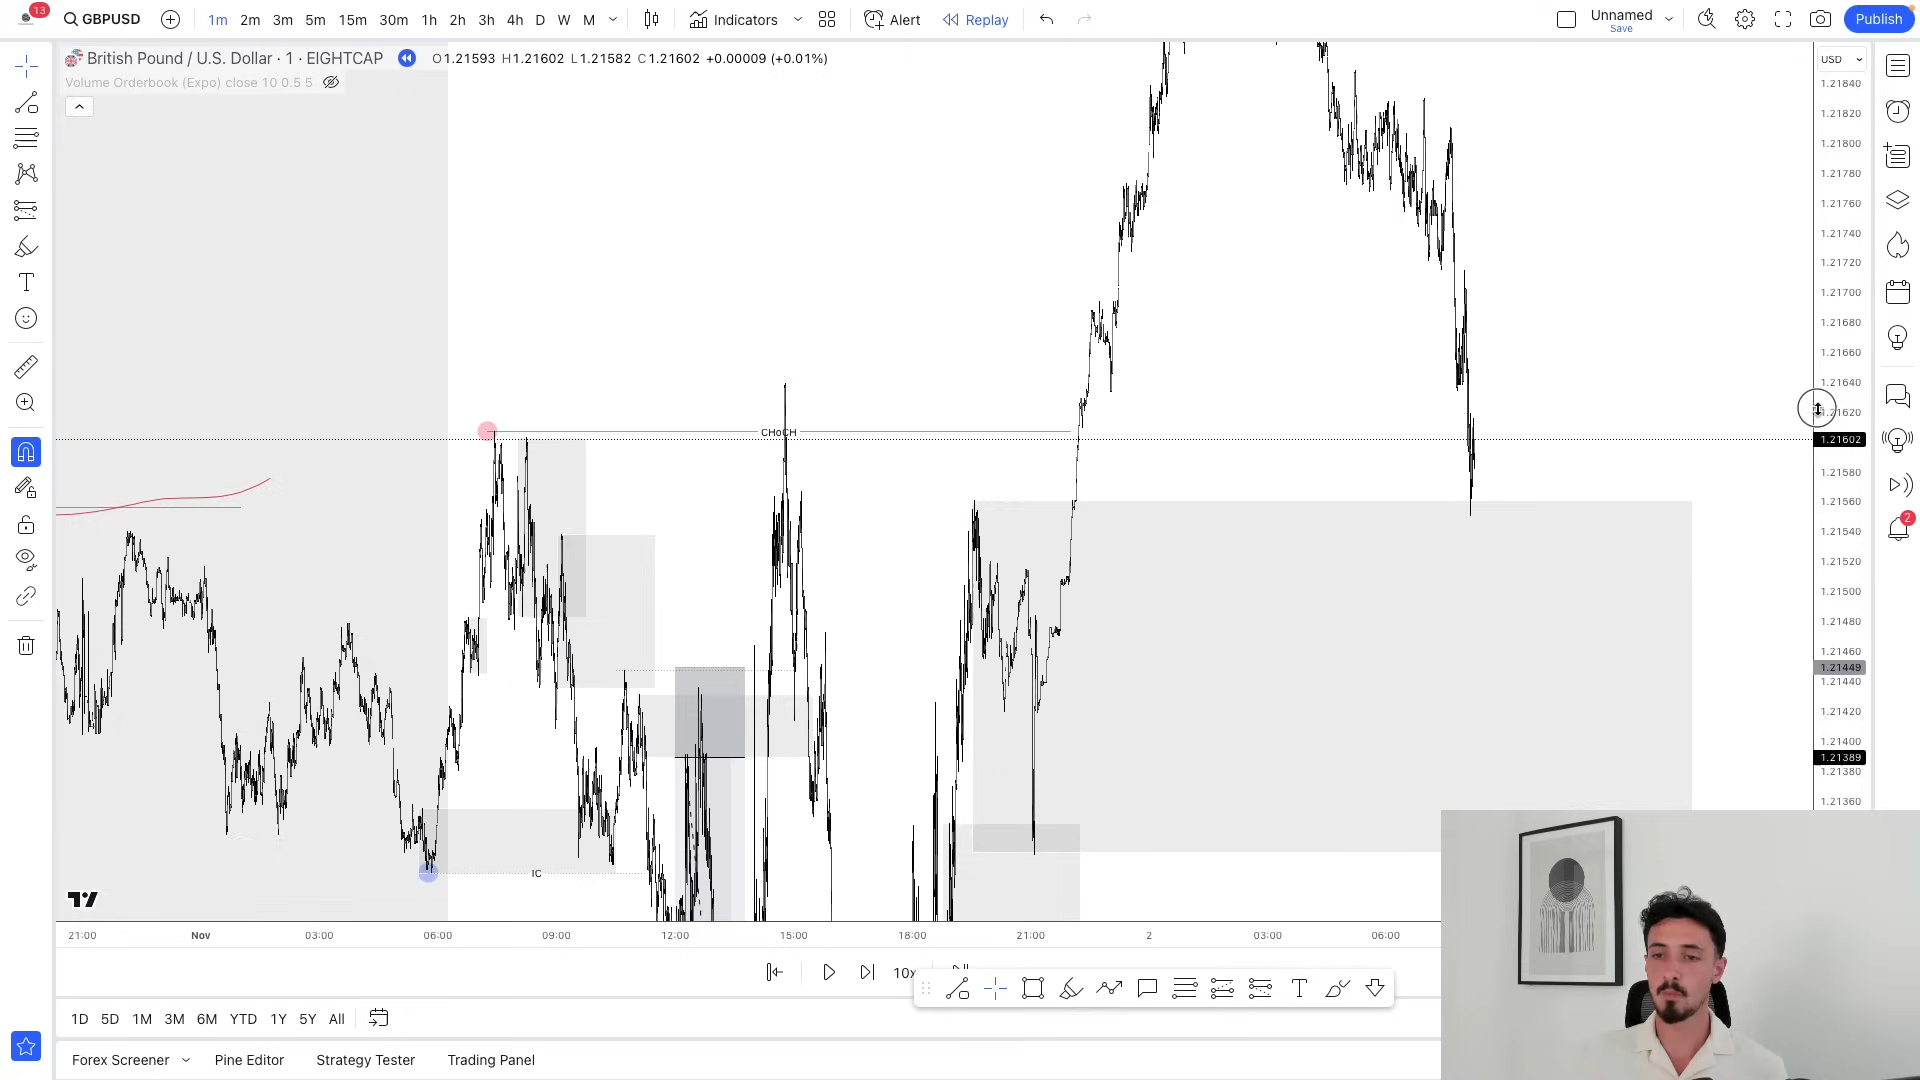 13
GBPUSD
1m 2m 3m 5m 15m 30m 1h 2h 3h 4h D W M
Indicators
Alert
Replay
Unnamed
Save
Publish
British Pound / U.S. Dollar · 1 · EIGHTCAP
O1.21593 H1.21602 L1.21582 C1.21602 +0.00009 (+0.01%)
Volume Orderbook (Expo) close 10 0.5 5
USD
1.21840
1.21820
1.21800
1.21780
1.21760
1.21740
1.21720
1.21700
1.21680
1.21660
1.21640
1.21620
CHoCH
1.21602
1.21580
1.21560
2
1.21540
1.21520
1.21500
1.21480
1.21460
1.21449
1.21440
1.21420
1.21400
1.21389
1.21380
1.21360
IC
21:00 Nov 03:00 06:00 09:00 12:00 15:00 18:00 21:00 2 03:00 06:00
10x
1D 5D 1M 3M 6M YTD 1Y 5Y All
Forex Screener Pine Editor Strategy Tester Trading Panel